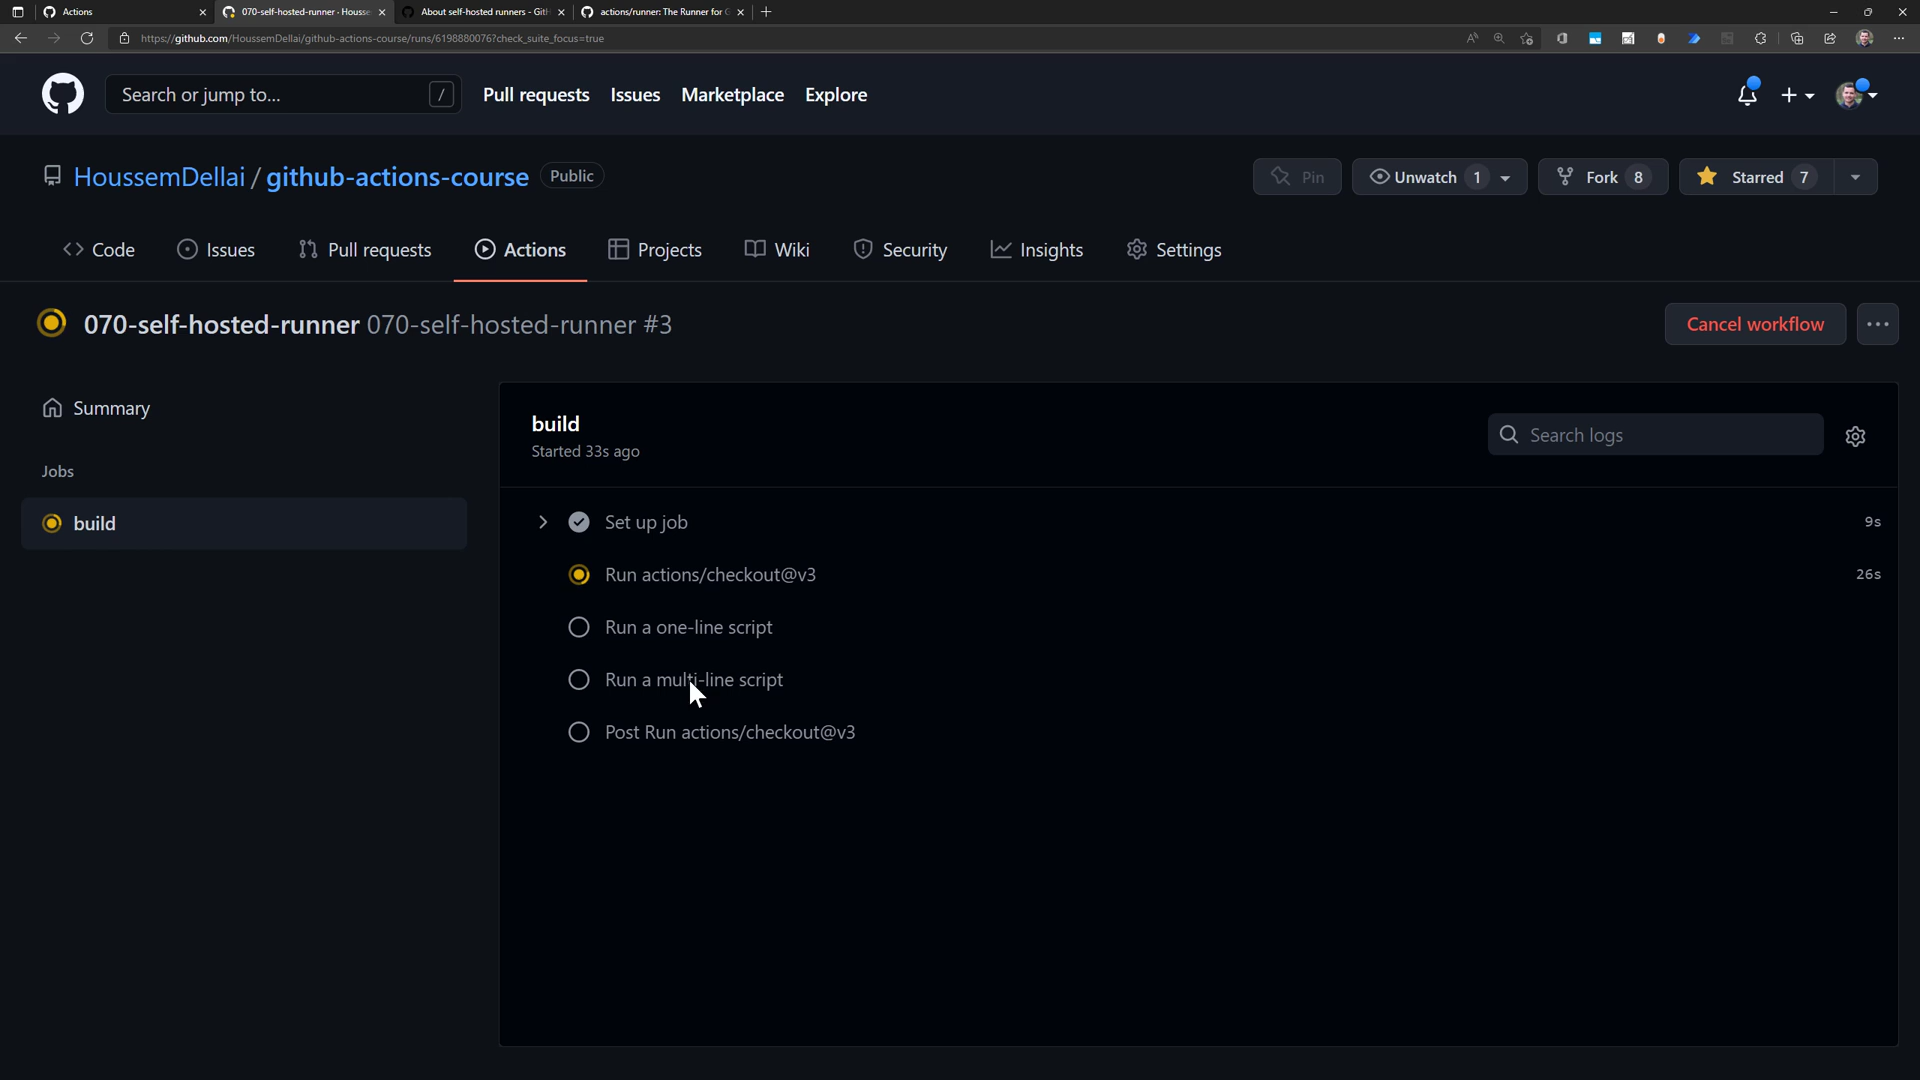 Actions
070-self-hosted-runner · Housse
About self-hosted runners - GitH
actions/runner: The Runner for G
https://github.com/HoussemDellai/github-actions-course/runs/6198880076?check_suite_focus=true
Search or jump to... /
Pull requests Issues Marketplace Explore
HoussemDellai / github-actions-course Public
Pin Unwatch 1 Fork 8 Starred 7
Code Issues Pull requests Actions Projects Wiki Security Insights Settings
070-self-hosted-runner 070-self-hosted-runner #3
Cancel workflow
Summary
Jobs
build
build
Started 33s ago
Search logs
Set up job 9s
Run actions/checkout@v3 26s
Run a one-line script
Run a multi-line script
Post Run actions/checkout@v3